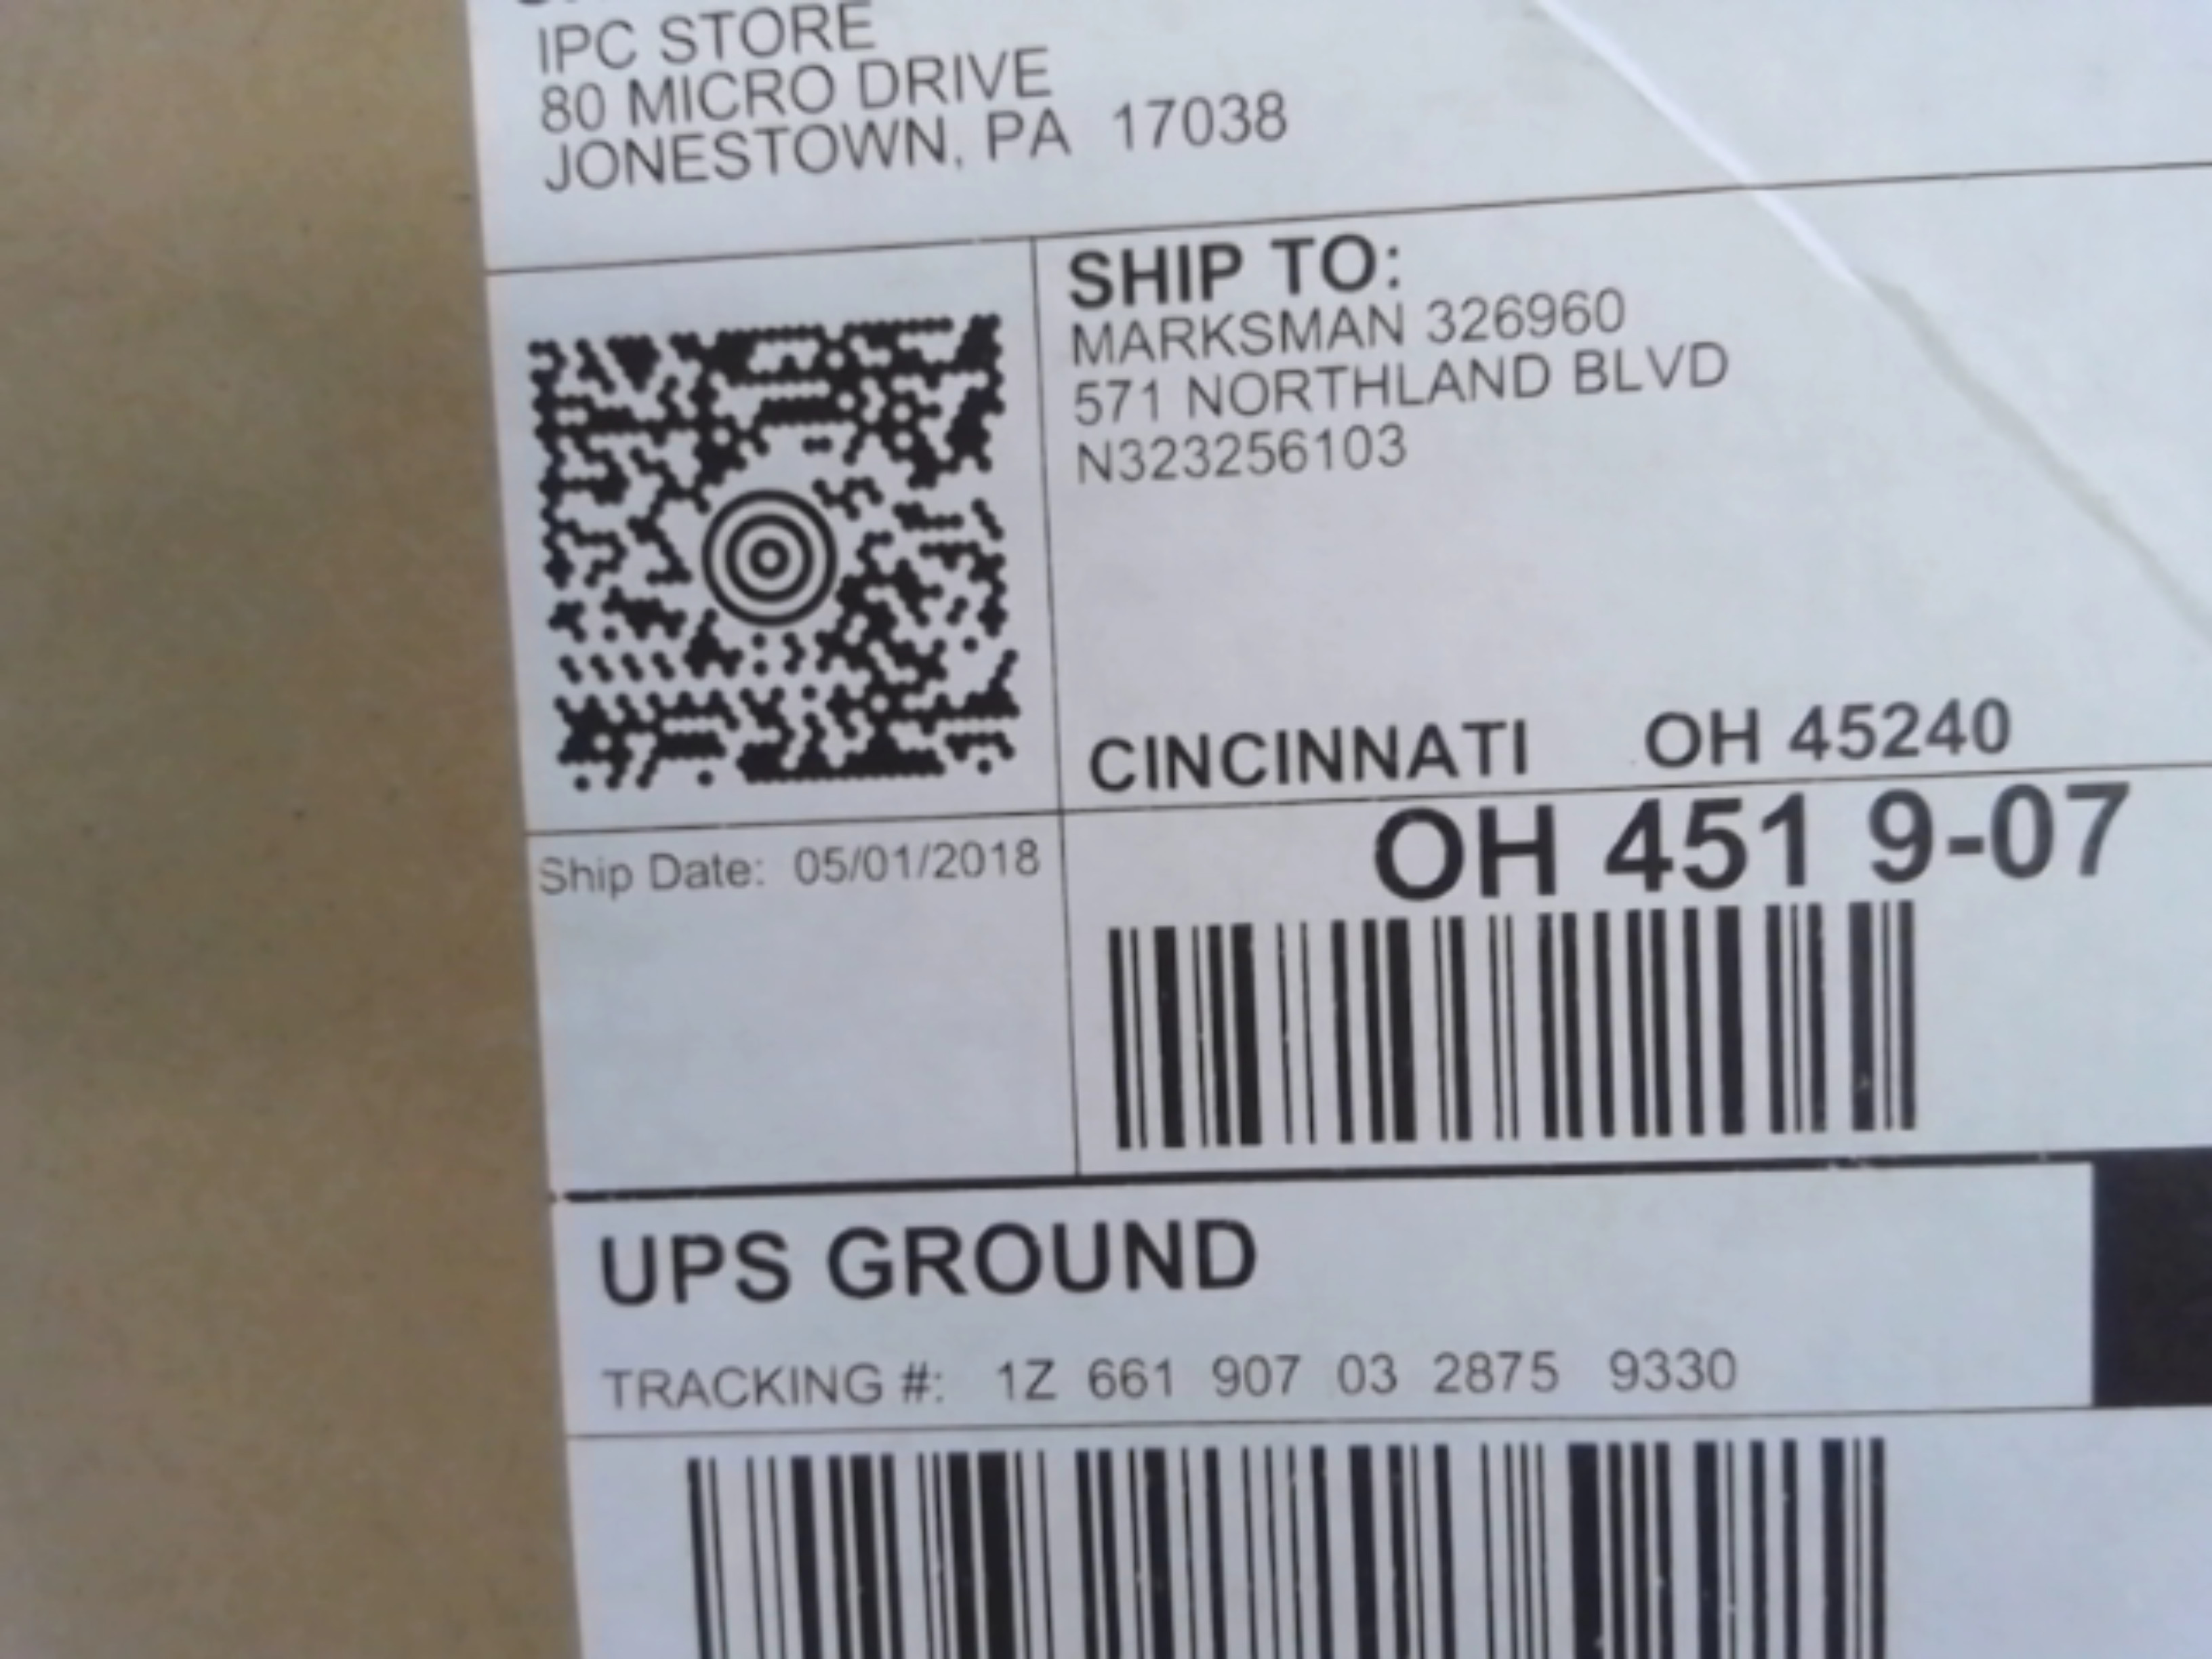 IPC STORE
80 MICRO DRIVE
JONESTOWN, PA 17038
SHIP TO:
MARKSMAN 326960
571 NORTHLAND BLVD
N323256103
CINCINNATI OH 45240
OH 451 9-07
Ship Date: 05/01/2018
UPS GROUND
TRACKING #: 1Z 661 907 03 2875 9330